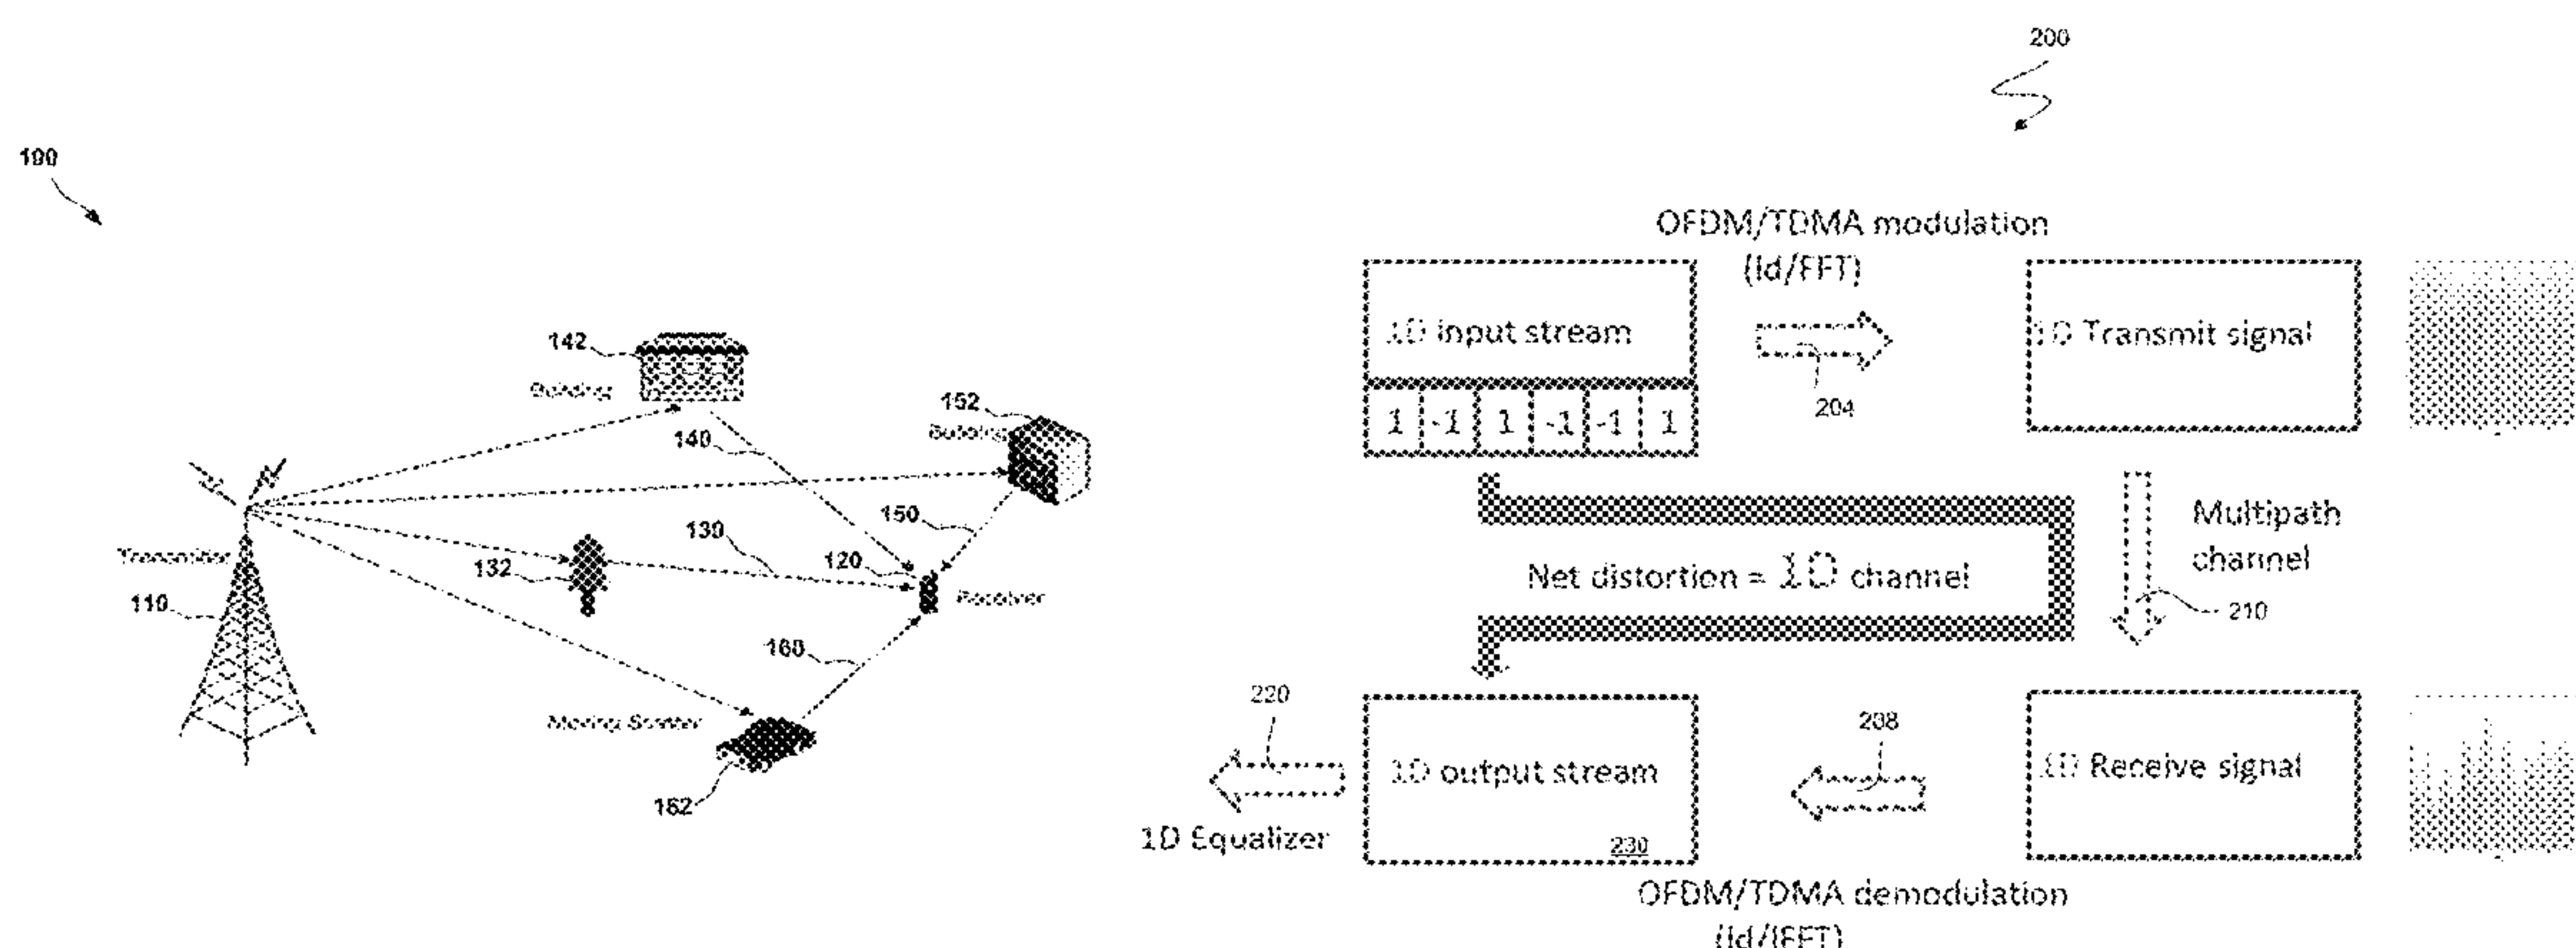 100
142
Building
152
Building
140
150
130
120
Receiver
132
Transmitter
110
160
Moving Scatter
162
200
OFDM/TDMA modulation
(Id/FFT)
1D input stream
1D Transmit signal
204
1 -1 1 -1 -1 1
Multipath
channel
Net distortion = 1D channel
210
220
208
1D output stream
1D Receive signal
1D Equalizer
230
OFDM/TDMA demodulation
(Id/IFFT)